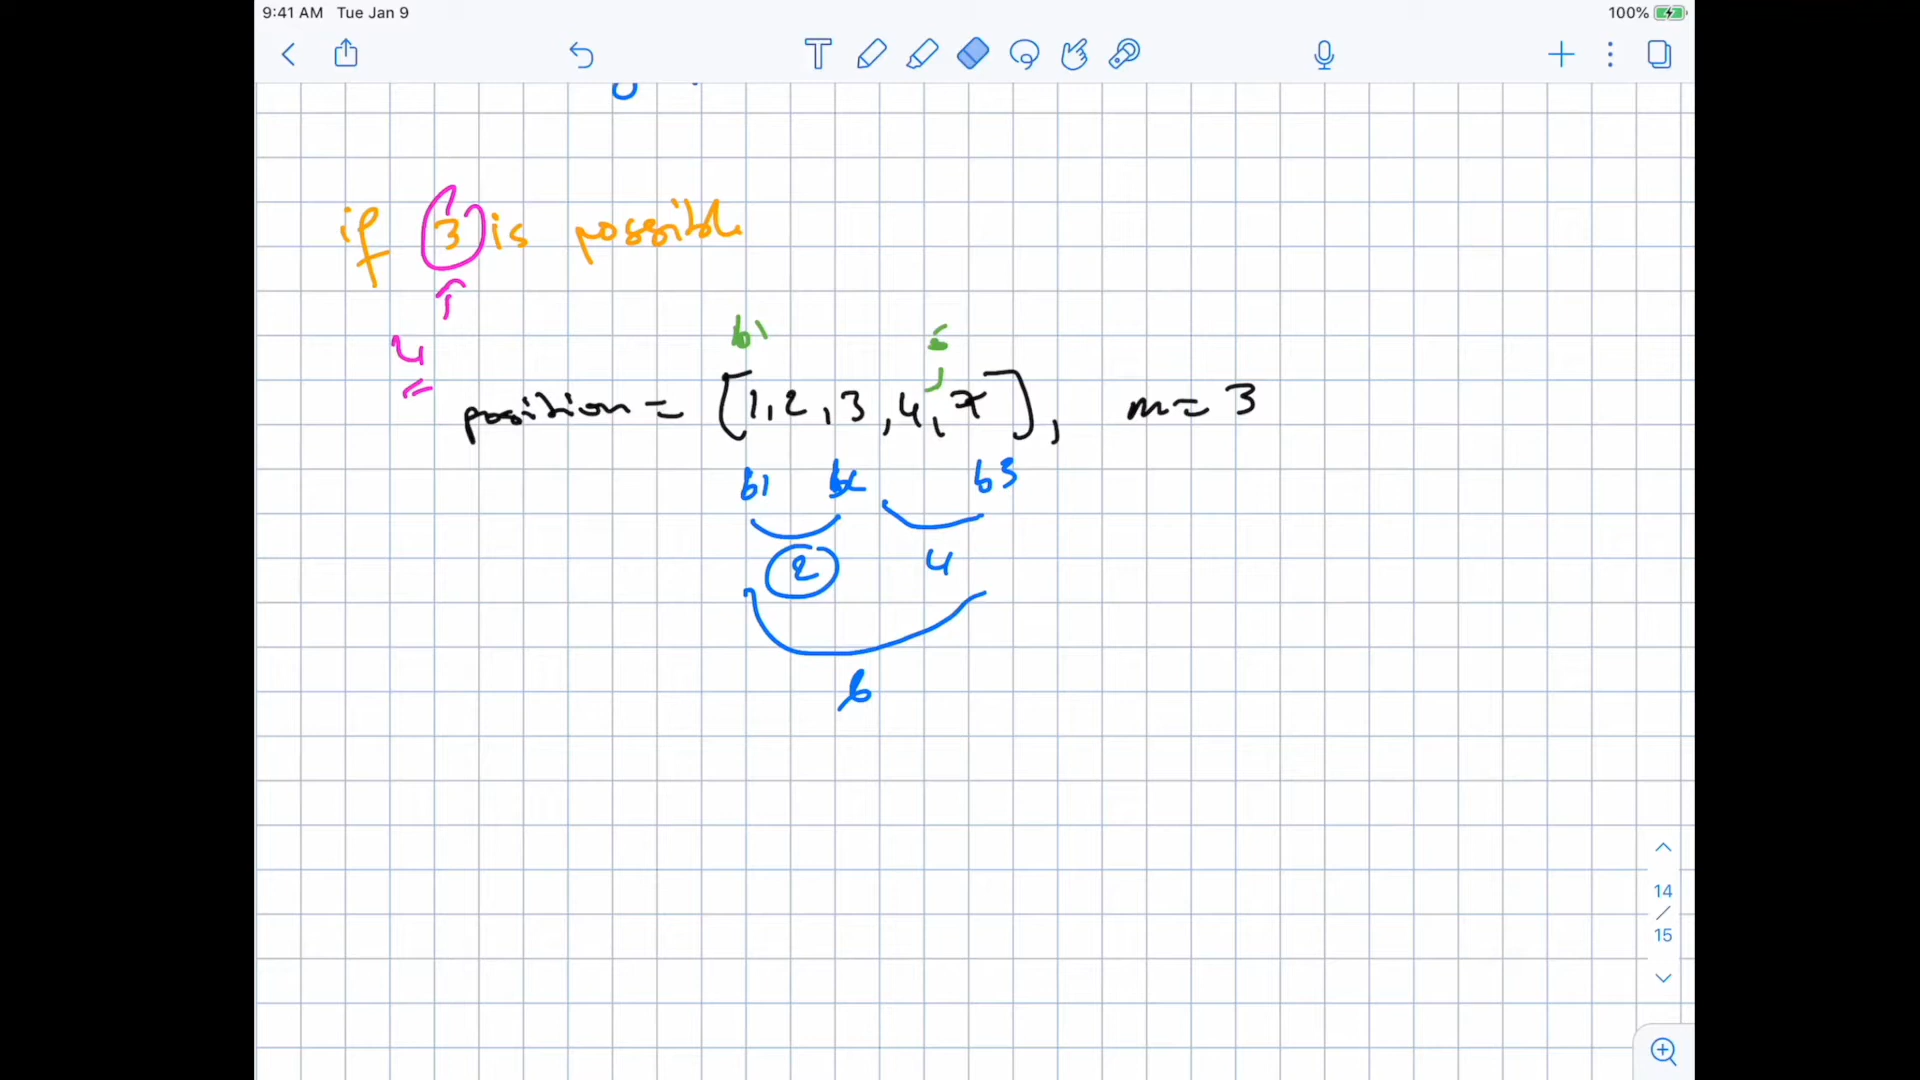 9:41 AM Tue Jan 9
100%
T
if 3 is possible
4
b1
position = [1,2,3,4,7], m = 3
b1 b2 b3
2 4
6
14
/
15